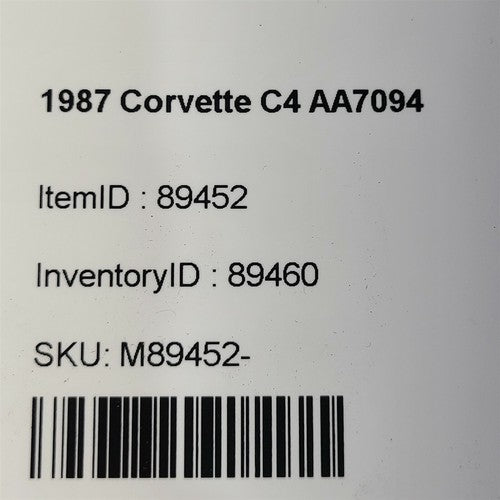 1987 Corvette C4 AA7094
ItemID : 89452
InventoryID : 89460
SKU: M89452-